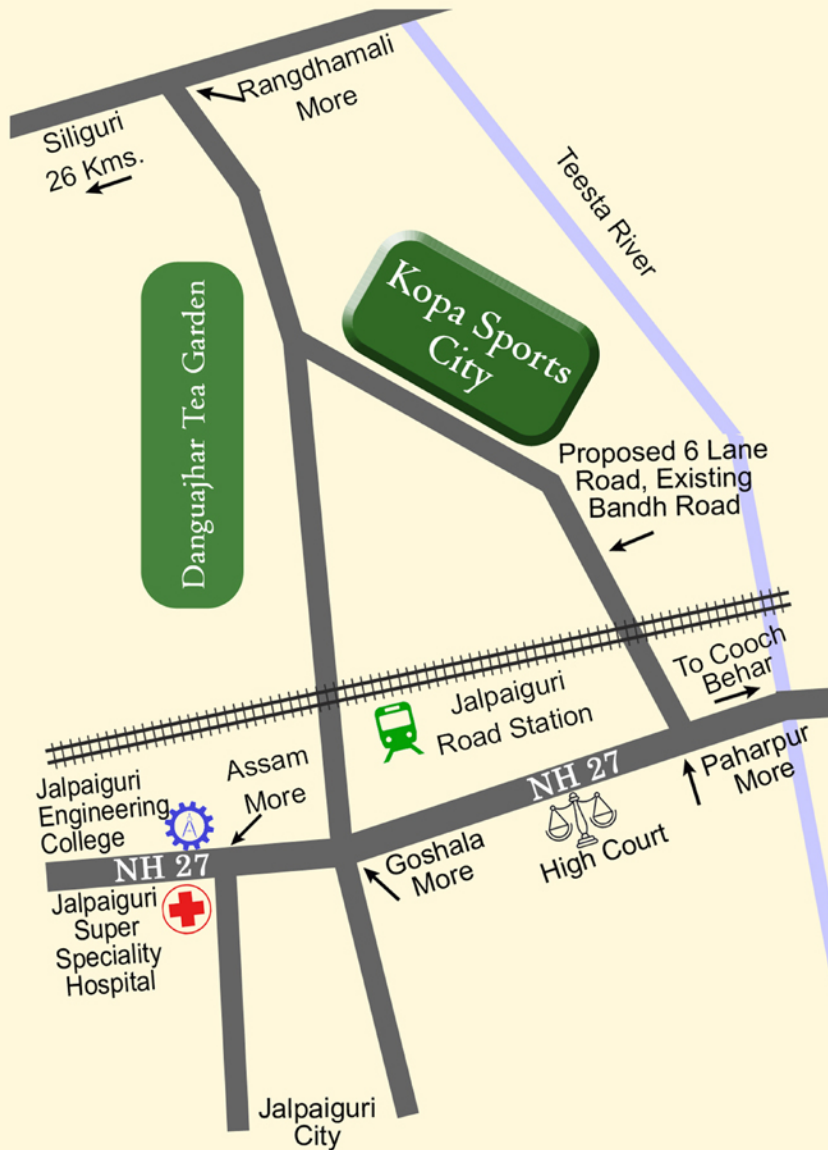 Rangdhamali
More
Siliguri
26 Kms.
Teesta River
Kopa Sports
City
Danguajhar Tea Garden
Proposed 6 Lane
Road, Existing
Bandh Road
To Cooch
Behar
Jalpaiguri
Road Station
Assam
More
Jalpaiguri
Engineering
College
NH 27
Paharpur
More
High Court
Goshala
More
NH 27
Jalpaiguri
Super
Speciality
Hospital
Jalpaiguri
City